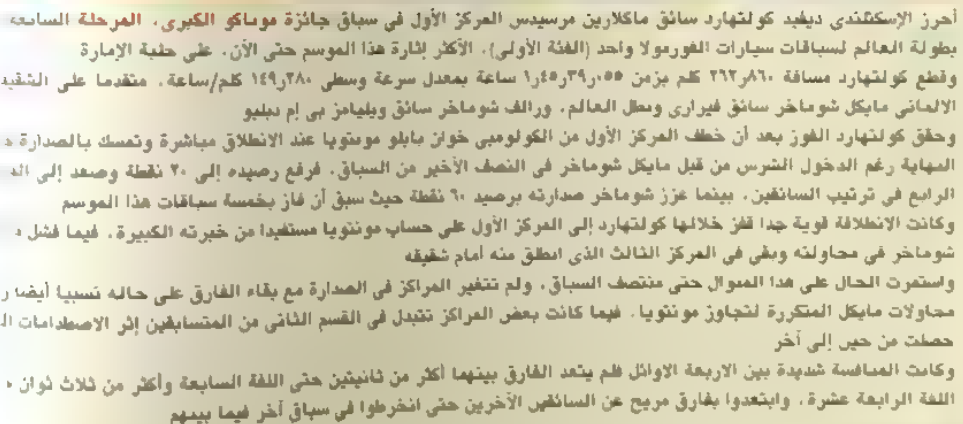 أحرز الإسكتلندي ديفيد كولتهارد سائق ماكلارين مرسيدس المركز الأول في سباق جائزة موناكو الكبرى، المرحلة السابعة
بطولة العالم لسباقات سيارات الفورمولا واحد (الفئة الأولى)، الأكثر إثارة هذا الموسم حتى الآن، على حلبة الإمارة
وقطع كولتهارد مسافة ٢٦٢٫٨٦٠ كلم بزمن ١٫٤٥٫٣٩٫٠٥٥ ساعة بمعدل سرعة وسطى ١٤٩٫٢٨٠ كلم/ساعة، متقدما على الشقيق
الالماني مايكل شوماخر سائق فيراري وبطل العالم، ورالف شوماخر سائق ويليامز بي إم دبليو
وحقق كولتهارد الفوز بعد أن خطف المركز الأول من الكولومبي خوان بابلو مونتويا عند الانطلاق مباشرة وتمسك بالصدارة
النهاية رغم الدخول الشرس من قبل مايكل شوماخر في النصف الأخير من السباق، فرفع رصيده إلى ٢٠ نقطة وصعد إلى
الرابع في ترتيب السائقين، بينما عزز شوماخر صدارته برصيد ٦٠ نقطة حيث سبق أن فاز بخمسة سباقات هذا الموسم
وكانت الانطلاقة قوية جدا قفز خلالها كولتهارد إلى المركز الأول على حساب مونتويا مستفيدا من خبرته الكبيرة، فيما فشل
شوماخر في محاولته وبقي في المركز الثالث الذي انطلق منه أمام شقيقه
واستمرت الحال على هذا المنوال حتى منتصف السباق، ولم تتغير المراكز في الصدارة مع بقاء الفارق على حاله نسبيا أيضا
محاولات مايكل المتكررة لتجاوز مونتويا، فيما كانت بعض المراكز تتبدل في القسم الثاني من المتسابقين إثر الاصطدامات
حصلت من حين إلى آخر
وكانت المنافسة شديدة بين الاربعة الاوائل فلم يتعد الفارق بينهما أكثر من ثانيتين حتى اللفة السابعة وأكثر من ثلاث ثوان
اللفة الرابعة عشرة، وابتعدوا بفارق مريح عن السائقين الآخرين حتى انخرطوا في سباق آخر فيما بينهم